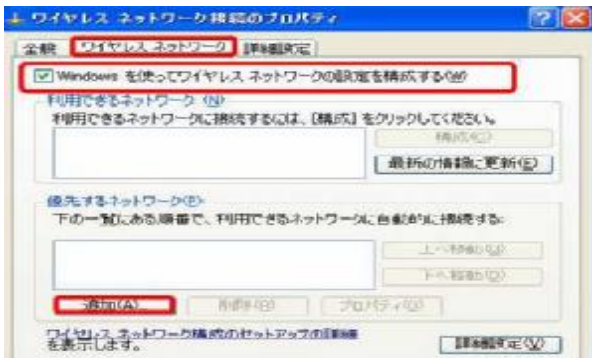 ワイヤレス ネットワーク接続のプロパティ
全般 ワイヤレス ネットワーク 詳細設定
Windows を使ってワイヤレス ネットワークの設定を構成する(W)
利用できるネットワーク (N)
利用できるネットワークに接続するには、[構成] をクリックしてください。
構成(C)
最新の情報に更新(E)
優先するネットワーク(P)
下の一覧にある順番で、利用できるネットワークに自動的に接続する:
上へ移動(U)
下へ移動(D)
追加(A)... 削除(R) プロパティ(O)
ワイヤレス ネットワーク構成のセットアップの詳細
を表示します。
詳細設定(V)